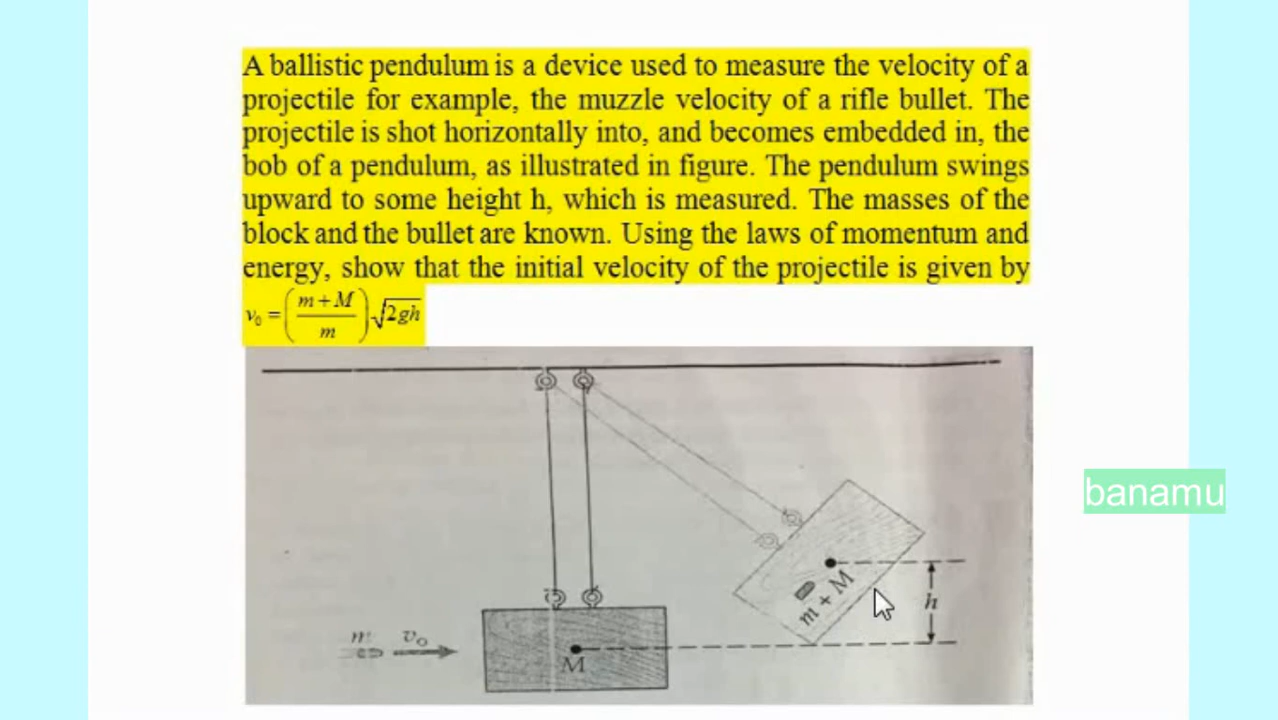 A ballistic pendulum is a device used to measure the velocity of a
projectile for example, the muzzle velocity of a rifle bullet. The
projectile is shot horizontally into, and becomes embedded in, the
bob of a pendulum, as illustrated in figure. The pendulum swings
upward to some height h, which is measured. The masses of the
block and the bullet are known. Using the laws of momentum and
energy, show that the initial velocity of the projectile is given by
v₀ = ((m+M)/m) √2gh
banamu
m + M
h
m v₀
M